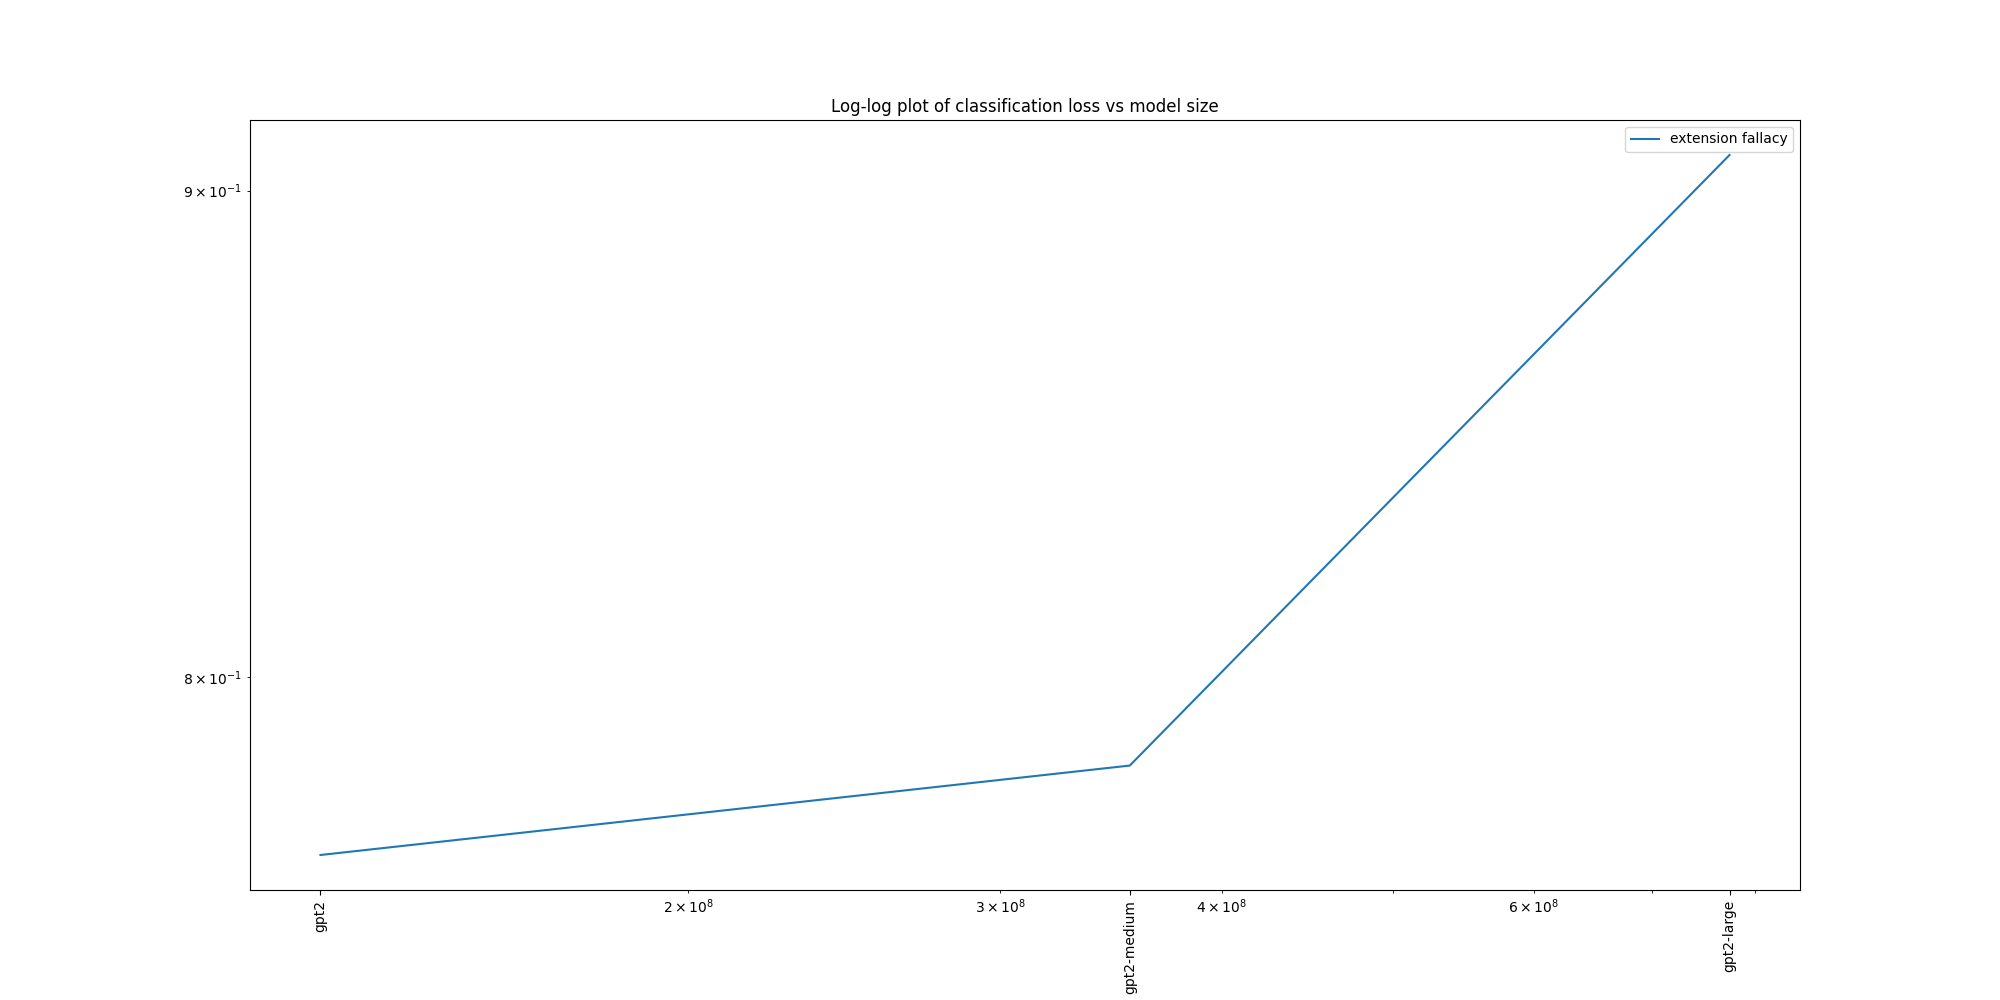 Log-log plot of classification loss vs model size
extension fallacy
9 × 10⁻¹
8 × 10⁻¹
2 × 10⁸
3 × 10⁸
4 × 10⁸
6 × 10⁸
gpt2
gpt2-medium
gpt2-large